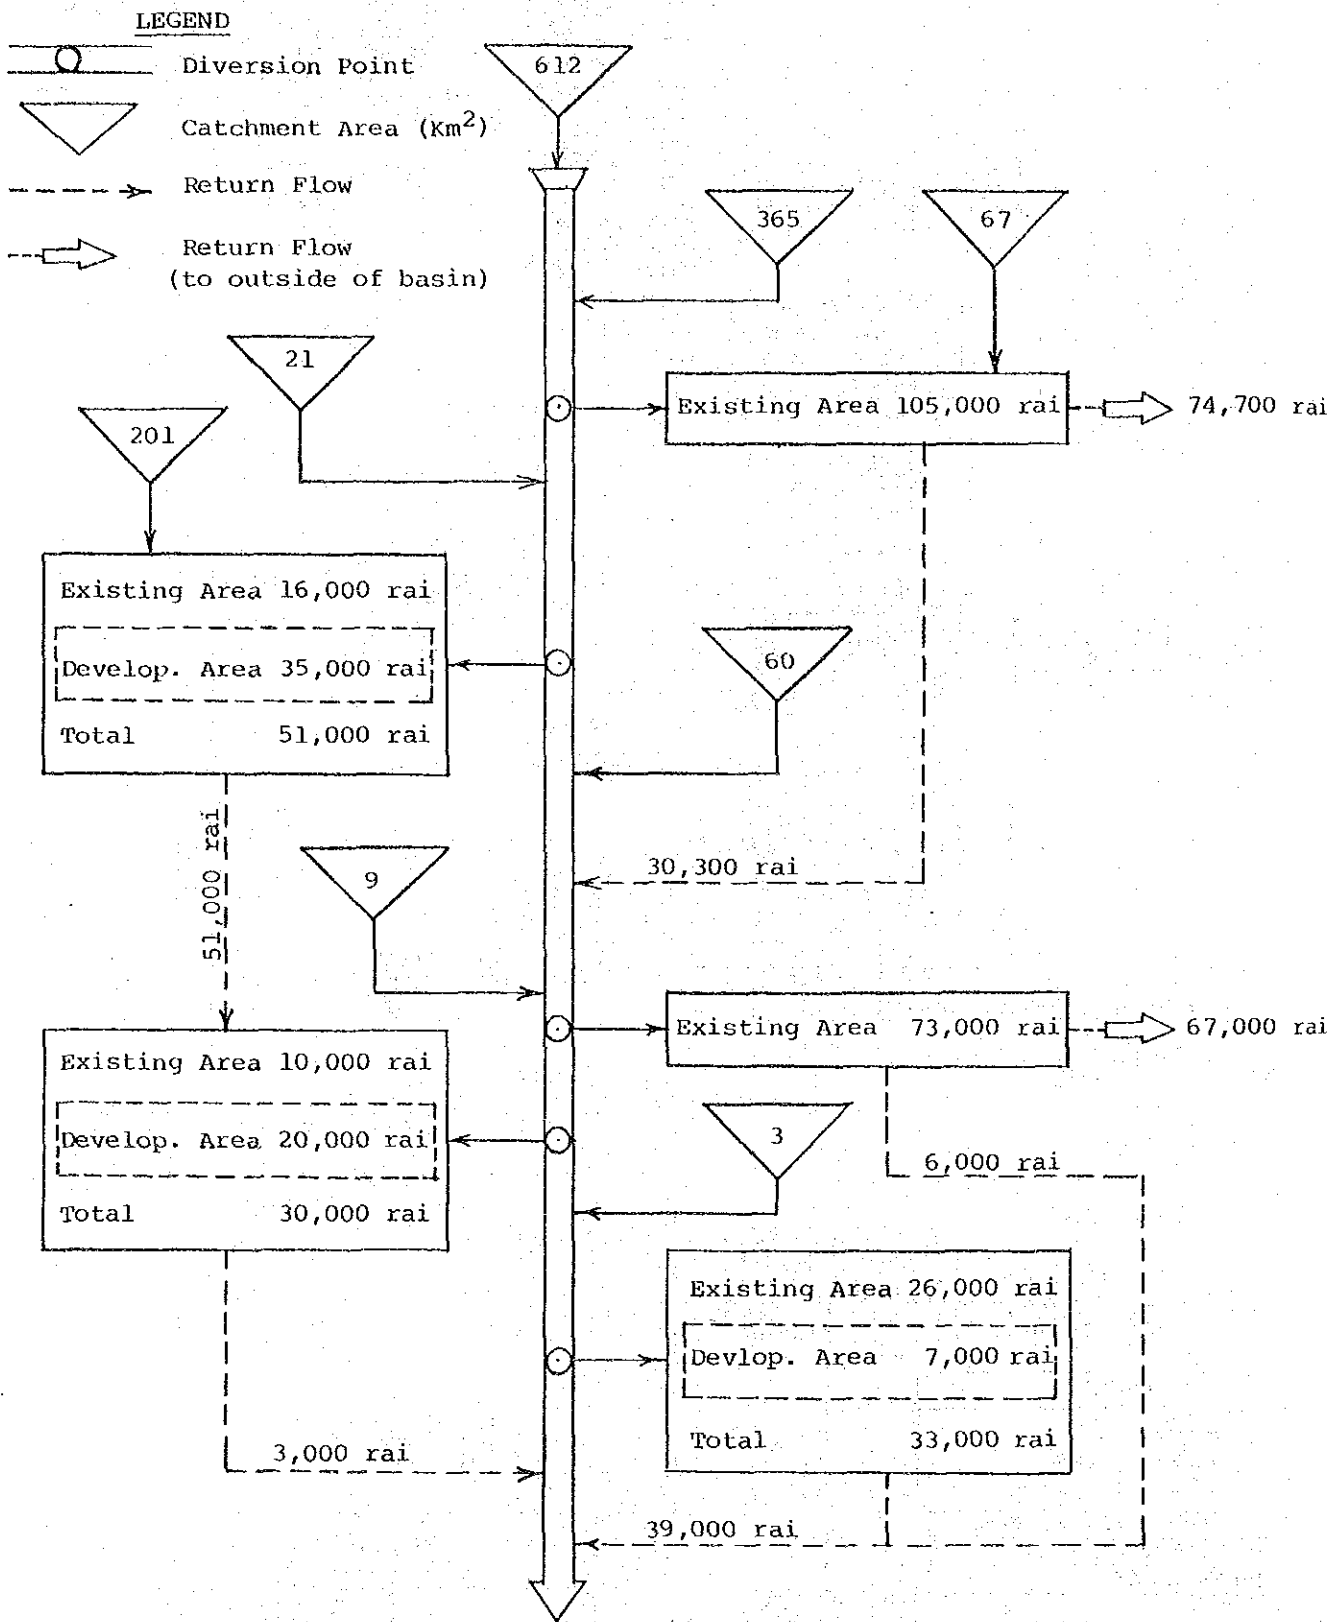 LEGEND
Diversion Point
Catchment Area (Km²)
Return Flow
Return Flow
(to outside of basin)
612
365
67
21
201
Existing Area 105,000 rai
74,700 rai
Existing Area 16,000 rai
Develop. Area 35,000 rai
Total 51,000 rai
60
51,000 rai
30,300 rai
9
Existing Area 73,000 rai
67,000 rai
Existing Area 10,000 rai
Develop. Area 20,000 rai
Total 30,000 rai
3
6,000 rai
Existing Area 26,000 rai
Devlop. Area 7,000 rai
Total 33,000 rai
3,000 rai
39,000 rai